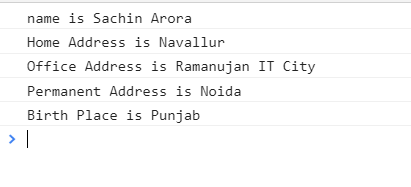 name is Sachin Arora
Home Address is Navallur
Office Address is Ramanujan IT City
Permanent Address is Noida
Birth Place is Punjab